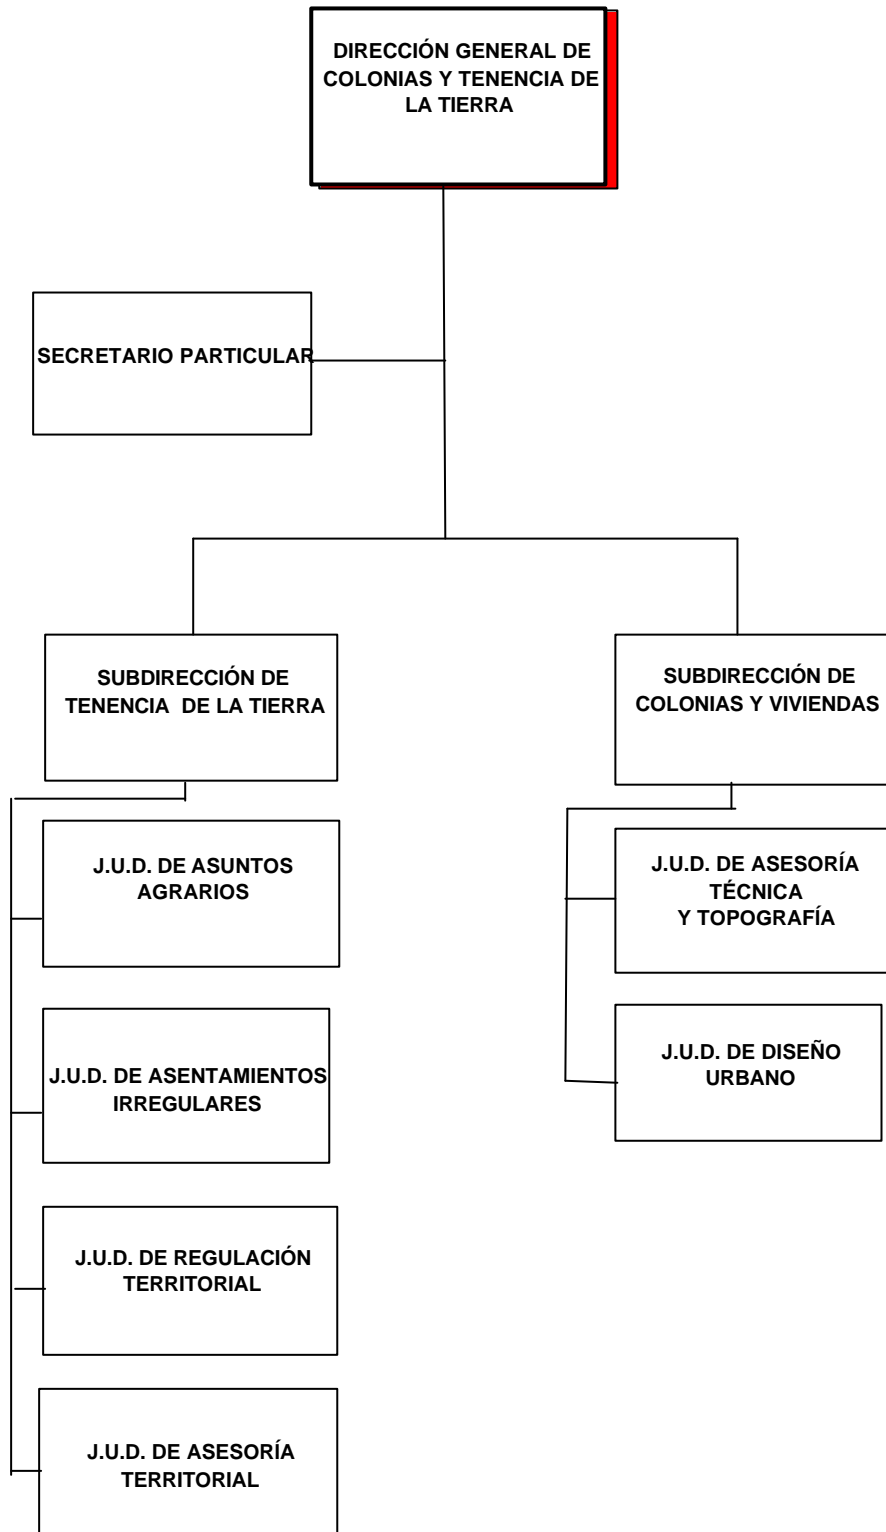 DIRECCIÓN GENERAL DE
COLONIAS Y TENENCIA DE
LA TIERRA
SECRETARIO PARTICULAR
SUBDIRECCIÓN DE
TENENCIA DE LA TIERRA
SUBDIRECCIÓN DE
COLONIAS Y VIVIENDAS
J.U.D. DE ASUNTOS
AGRARIOS
J.U.D. DE ASENTAMIENTOS
IRREGULARES
J.U.D. DE REGULACIÓN
TERRITORIAL
J.U.D. DE ASESORÍA
TERRITORIAL
J.U.D. DE ASESORÍA
TÉCNICA
Y TOPOGRAFÍA
J.U.D. DE DISEÑO
URBANO